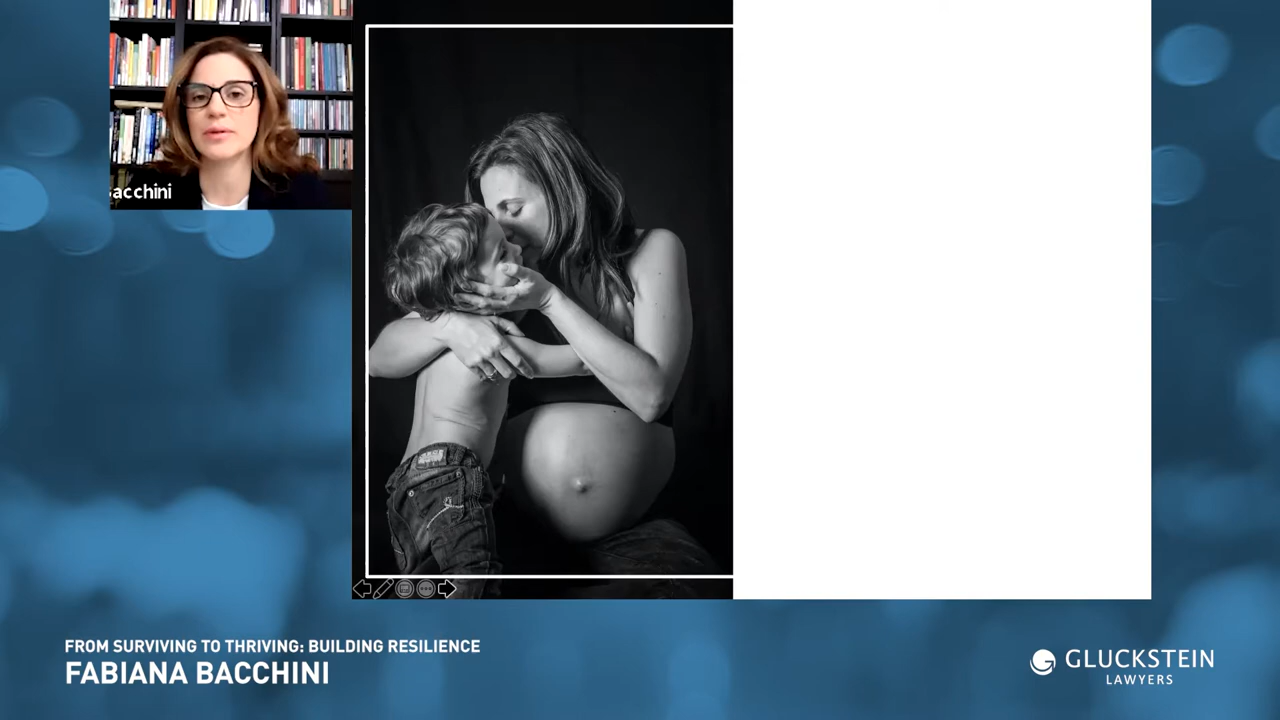 acchini
FROM SURVIVING TO THRIVING: BUILDING RESILIENCE
FABIANA BACCHINI
GLUCKSTEIN
LAWYERS